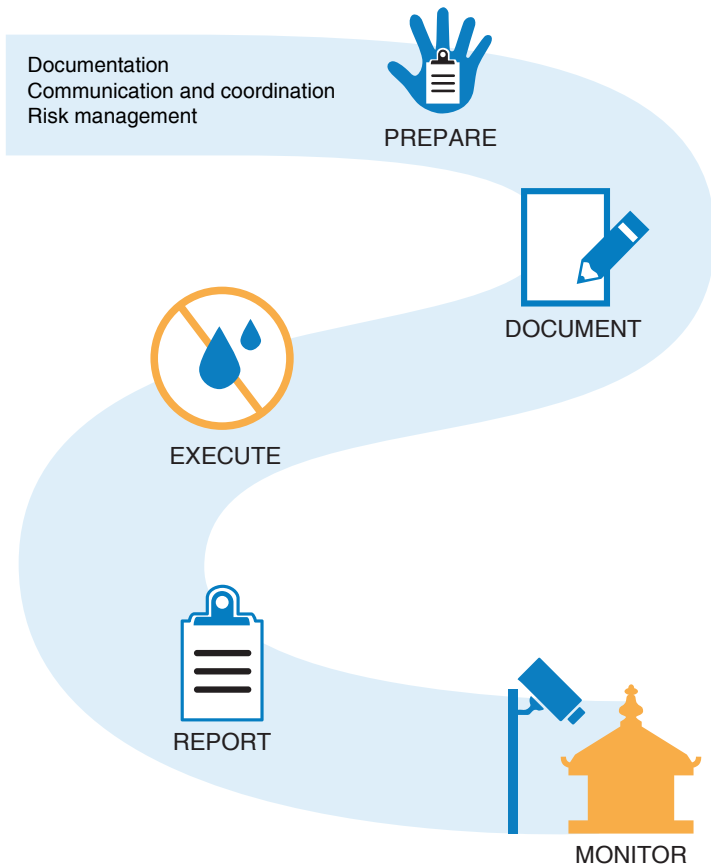 Documentation
Communication and coordination
Risk management
PREPARE
DOCUMENT
EXECUTE
REPORT
MONITOR